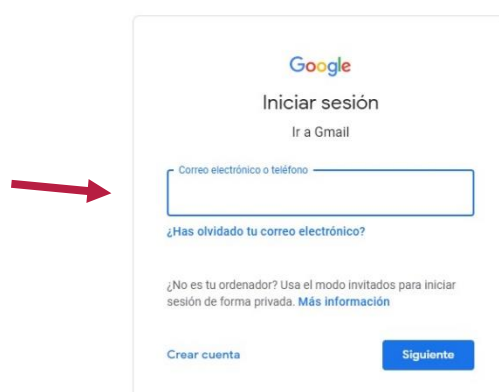 Google
Iniciar sesión
Ir a Gmail
Correo electrónico o teléfono
¿Has olvidado tu correo electrónico?
¿No es tu ordenador? Usa el modo invitados para iniciar
sesión de forma privada. Más información
Crear cuenta Siguiente